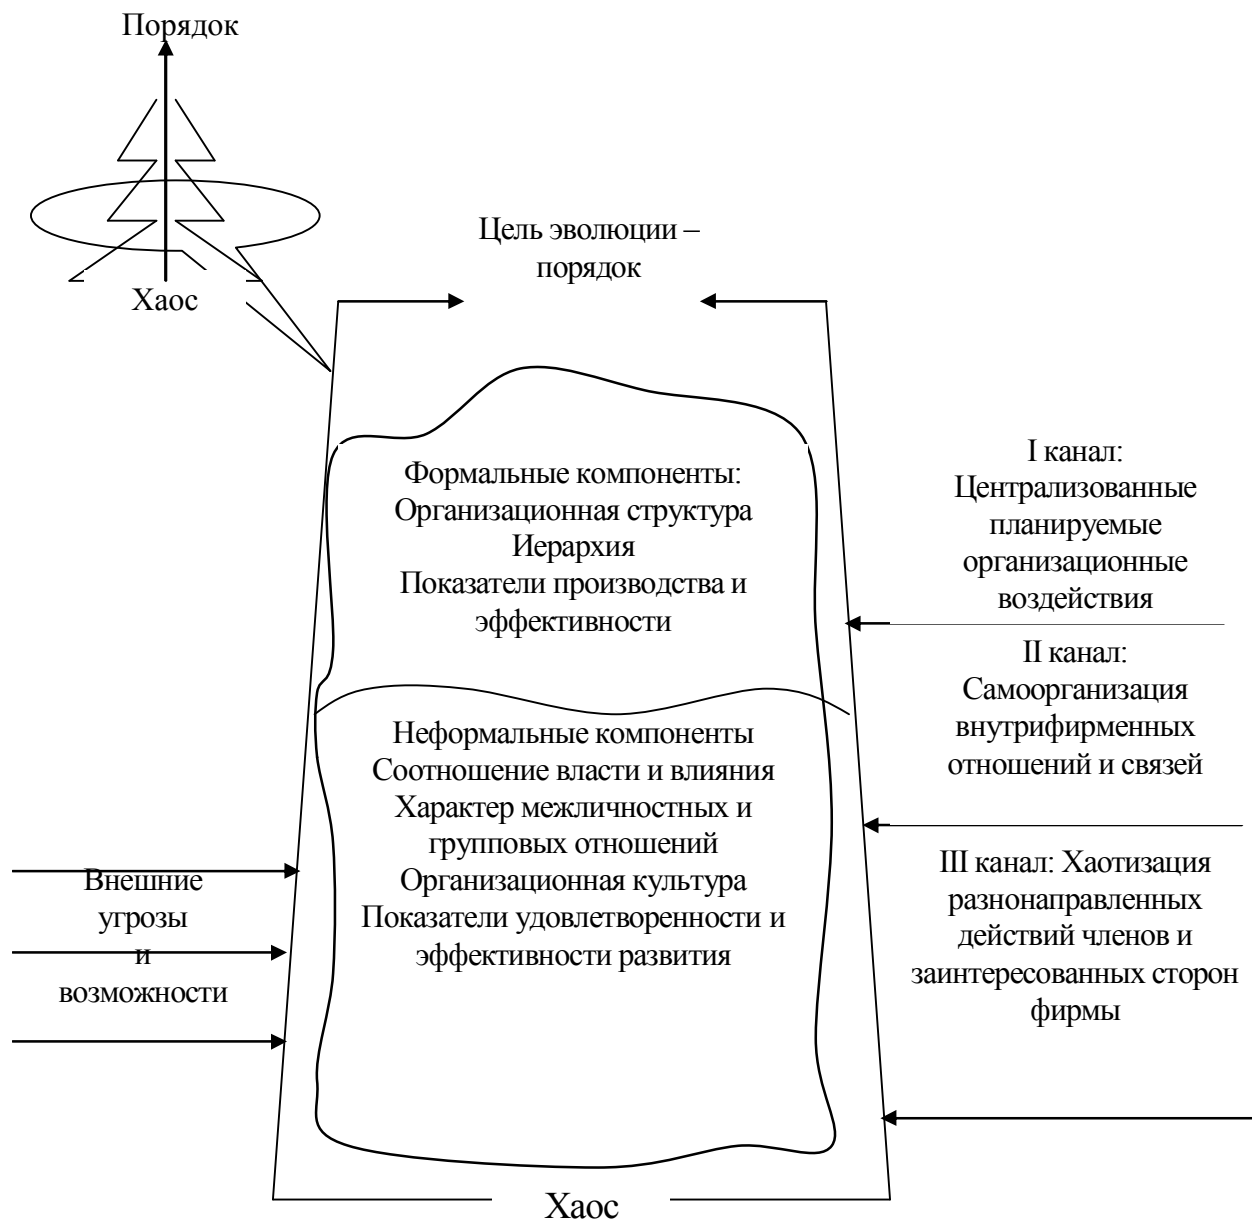 Порядок
Хаос
Цель эволюции –
порядок
Формальные компоненты:
Организационная структура
Иерархия
Показатели производства и
эффективности
Неформальные компоненты
Соотношение власти и влияния
Характер межличностных и
групповых отношений
Организационная культура
Показатели удовлетворенности и
эффективности развития
Внешние
угрозы
и
возможности
I канал:
Централизованные
планируемые
организационные
воздействия
II канал:
Самоорганизация
внутрифирменных
отношений и связей
III канал: Хаотизация
разнонаправленных
действий членов и
заинтересованных сторон
фирмы
Хаос